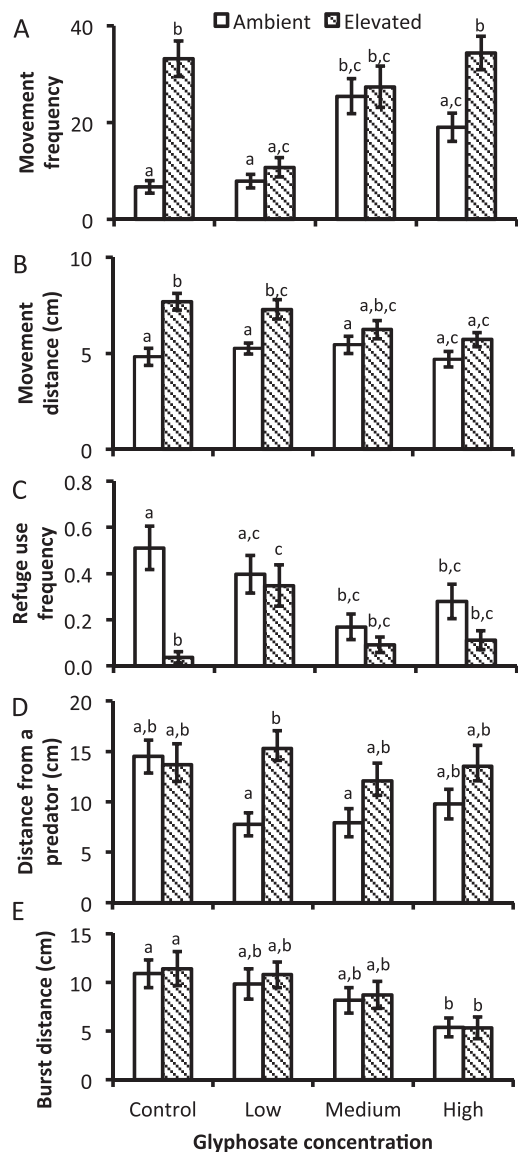 Ambient Elevated
A
Movement
frequency
40
20
0
a
b
a
a,c
b,c
b,c
a,c
b
B
Movement
distance (cm)
10
5
0
a
b
a
b,c
a
a,b,c
a,c
a,c
C
Refuge use
frequency
0.8
0.6
0.4
0.2
0.0
a
b
a,c
c
b,c
b,c
b,c
b,c
D
Distance from a
predator (cm)
20
15
10
5
0
a,b
a,b
a
b
a
a,b
a,b
a,b
E
Burst distance (cm)
15
10
5
0
a
a
a,b
a,b
a,b
a,b
b
b
Control Low Medium High
Glyphosate concentration